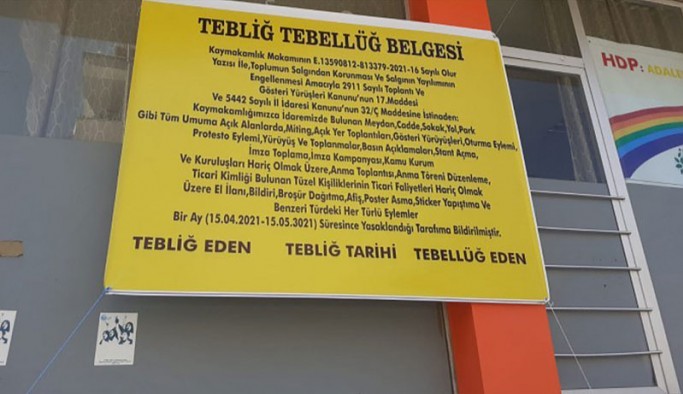 TEBLİĞ TEBELLÜĞ BELGESİ
Kaymakamlık Makamının E.13590812-813379-2021-16 Sayılı Olur
Yazısı İle,Toplumun Salgından Korunması Ve Salgının Yayılımının
Engellenmesi Amacıyla 2911 Sayılı Toplantı Ve
Gösteri Yürüşleri Kanunu'nun 17.Maddesi
Ve 5442 Sayılı İl İdaresi Kanunu'nun 32/Ç Maddesine İstinaden:
Kaymakamlığımızca İdaremizde Bulunan Meydan,Cadde,Sokak,Yol,Park
Gibi Tüm Umuma Açık Alanlarda,Miting,Açık Yer Toplantıları,Gösteri Yürüyüşleri,Oturma Eylemi,
Protesto Eylemi,Yürüyüş Ve Toplanmalar,Basın Açıklamaları,Stant Açma,
İmza Toplama,İmza Kampanyası,Kamu Kurum
Ve Kuruluşları Hariç Olmak Üzere,Anma Toplantısı,Anma Töreni Düzenleme,
Ticari Kimliği Bulunan Tüzel Kişiliklerinin Ticari Faliyetleri Hariç Olmak
Üzere El İlanı,Bildiri,Broşür Dağıtma,Afiş,Poster Asma,Sticker Yapıştıma Ve
Benzeri Türdeki Her Türlü Eylemler
Bir Ay (15.04.2021-15.05.3021) Süresince Yasaklandığı Tarafıma Bildirilmiştir.
TEBLİĞ EDEN TEBLİĞ TARİHİ TEBELLÜĞ EDEN
HDP: ADALE